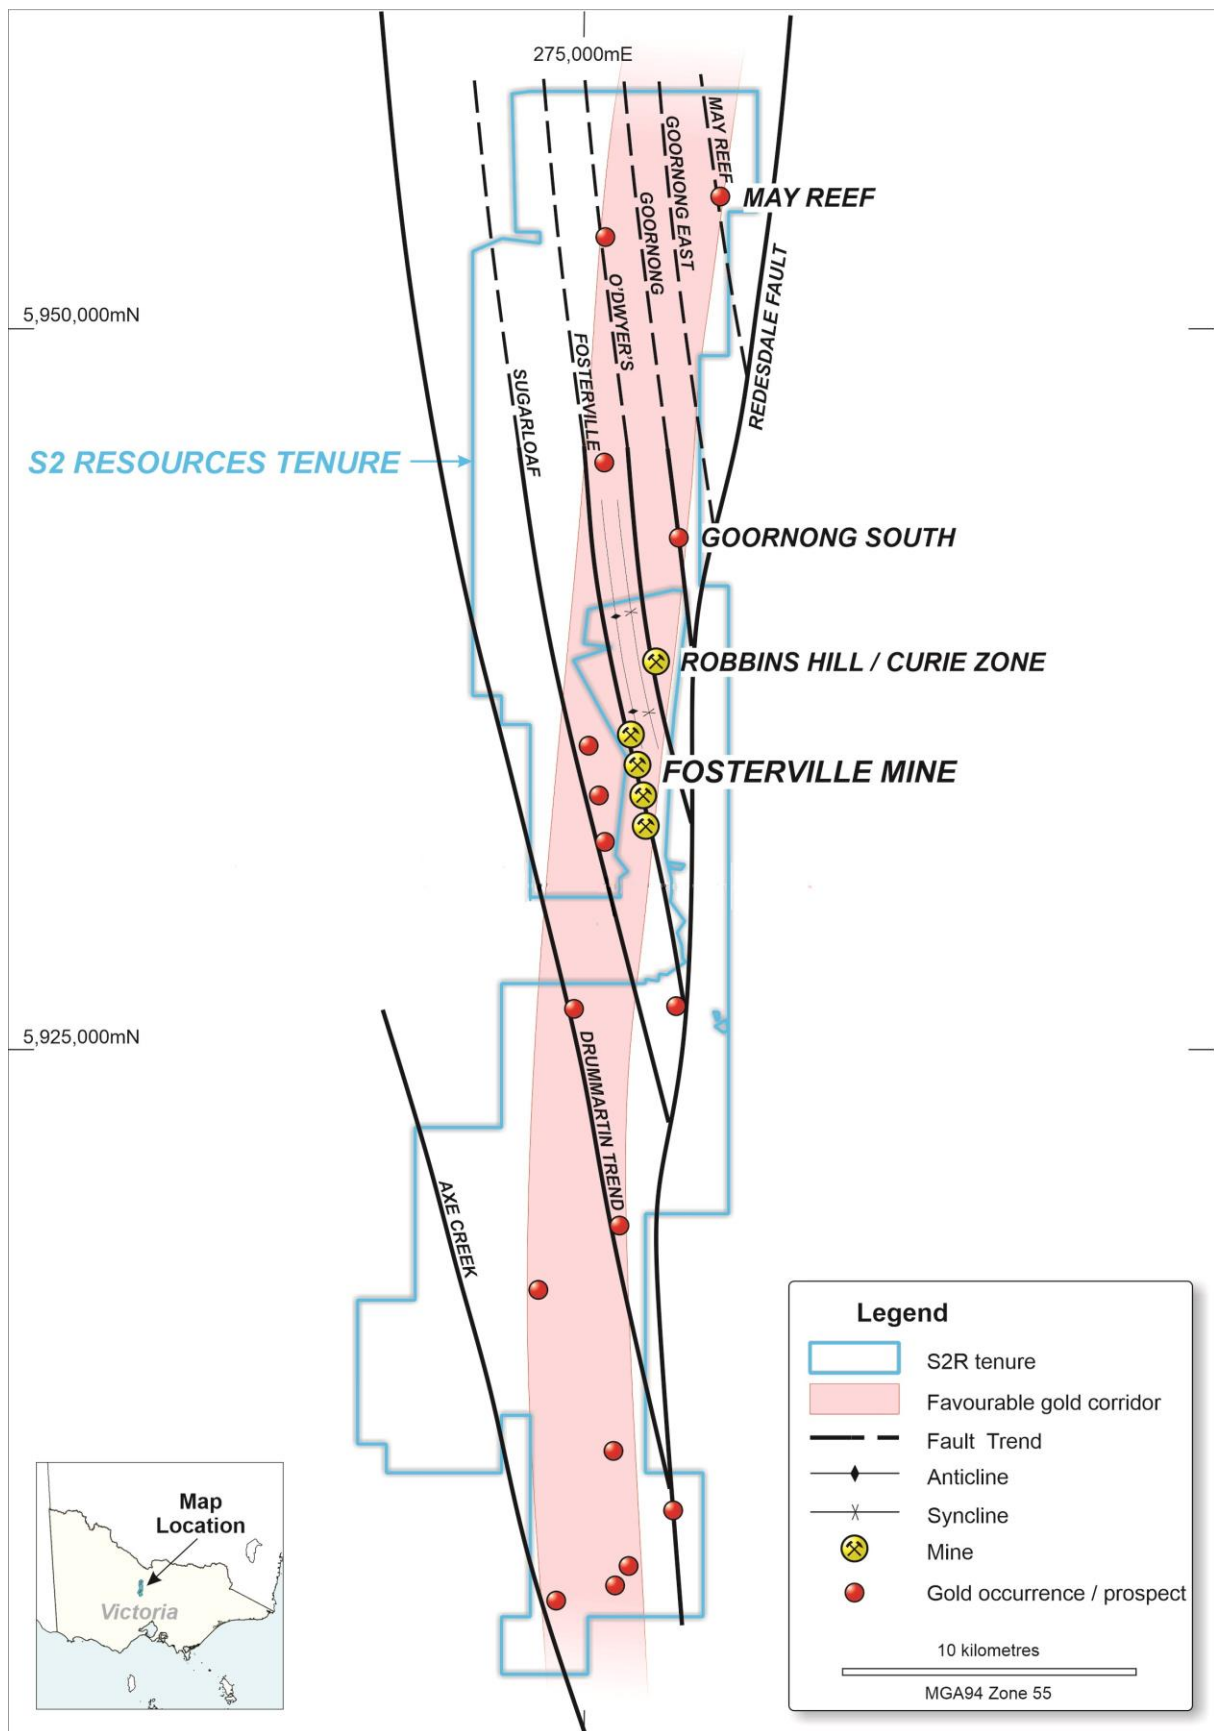 275,000mE
MAY REEF
GOORNONG EAST
GOORNONG
MAY REEF
O'DWYER'S
REDESDALE FAULT
5,950,000mN
FOSTERVILLE
SUGARLOAF
S2 RESOURCES TENURE
GOORNONG SOUTH
ROBBINS HILL / CURIE ZONE
FOSTERVILLE MINE
5,925,000mN
DRUMMARTIN TREND
AXE CREEK
Legend
S2R tenure
Favourable gold corridor
Fault Trend
Anticline
Syncline
Mine
Gold occurrence / prospect
10 kilometres
MGA94 Zone 55
Map
Location
Victoria